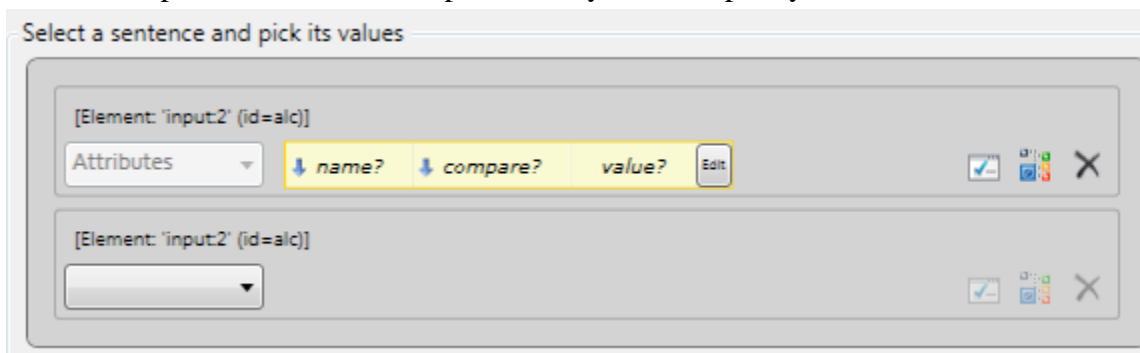 Select a sentence and pick its values
[Element: 'input:2' (id=alc)]
Attributes name? compare? value? Edit
[Element: 'input:2' (id=alc)]